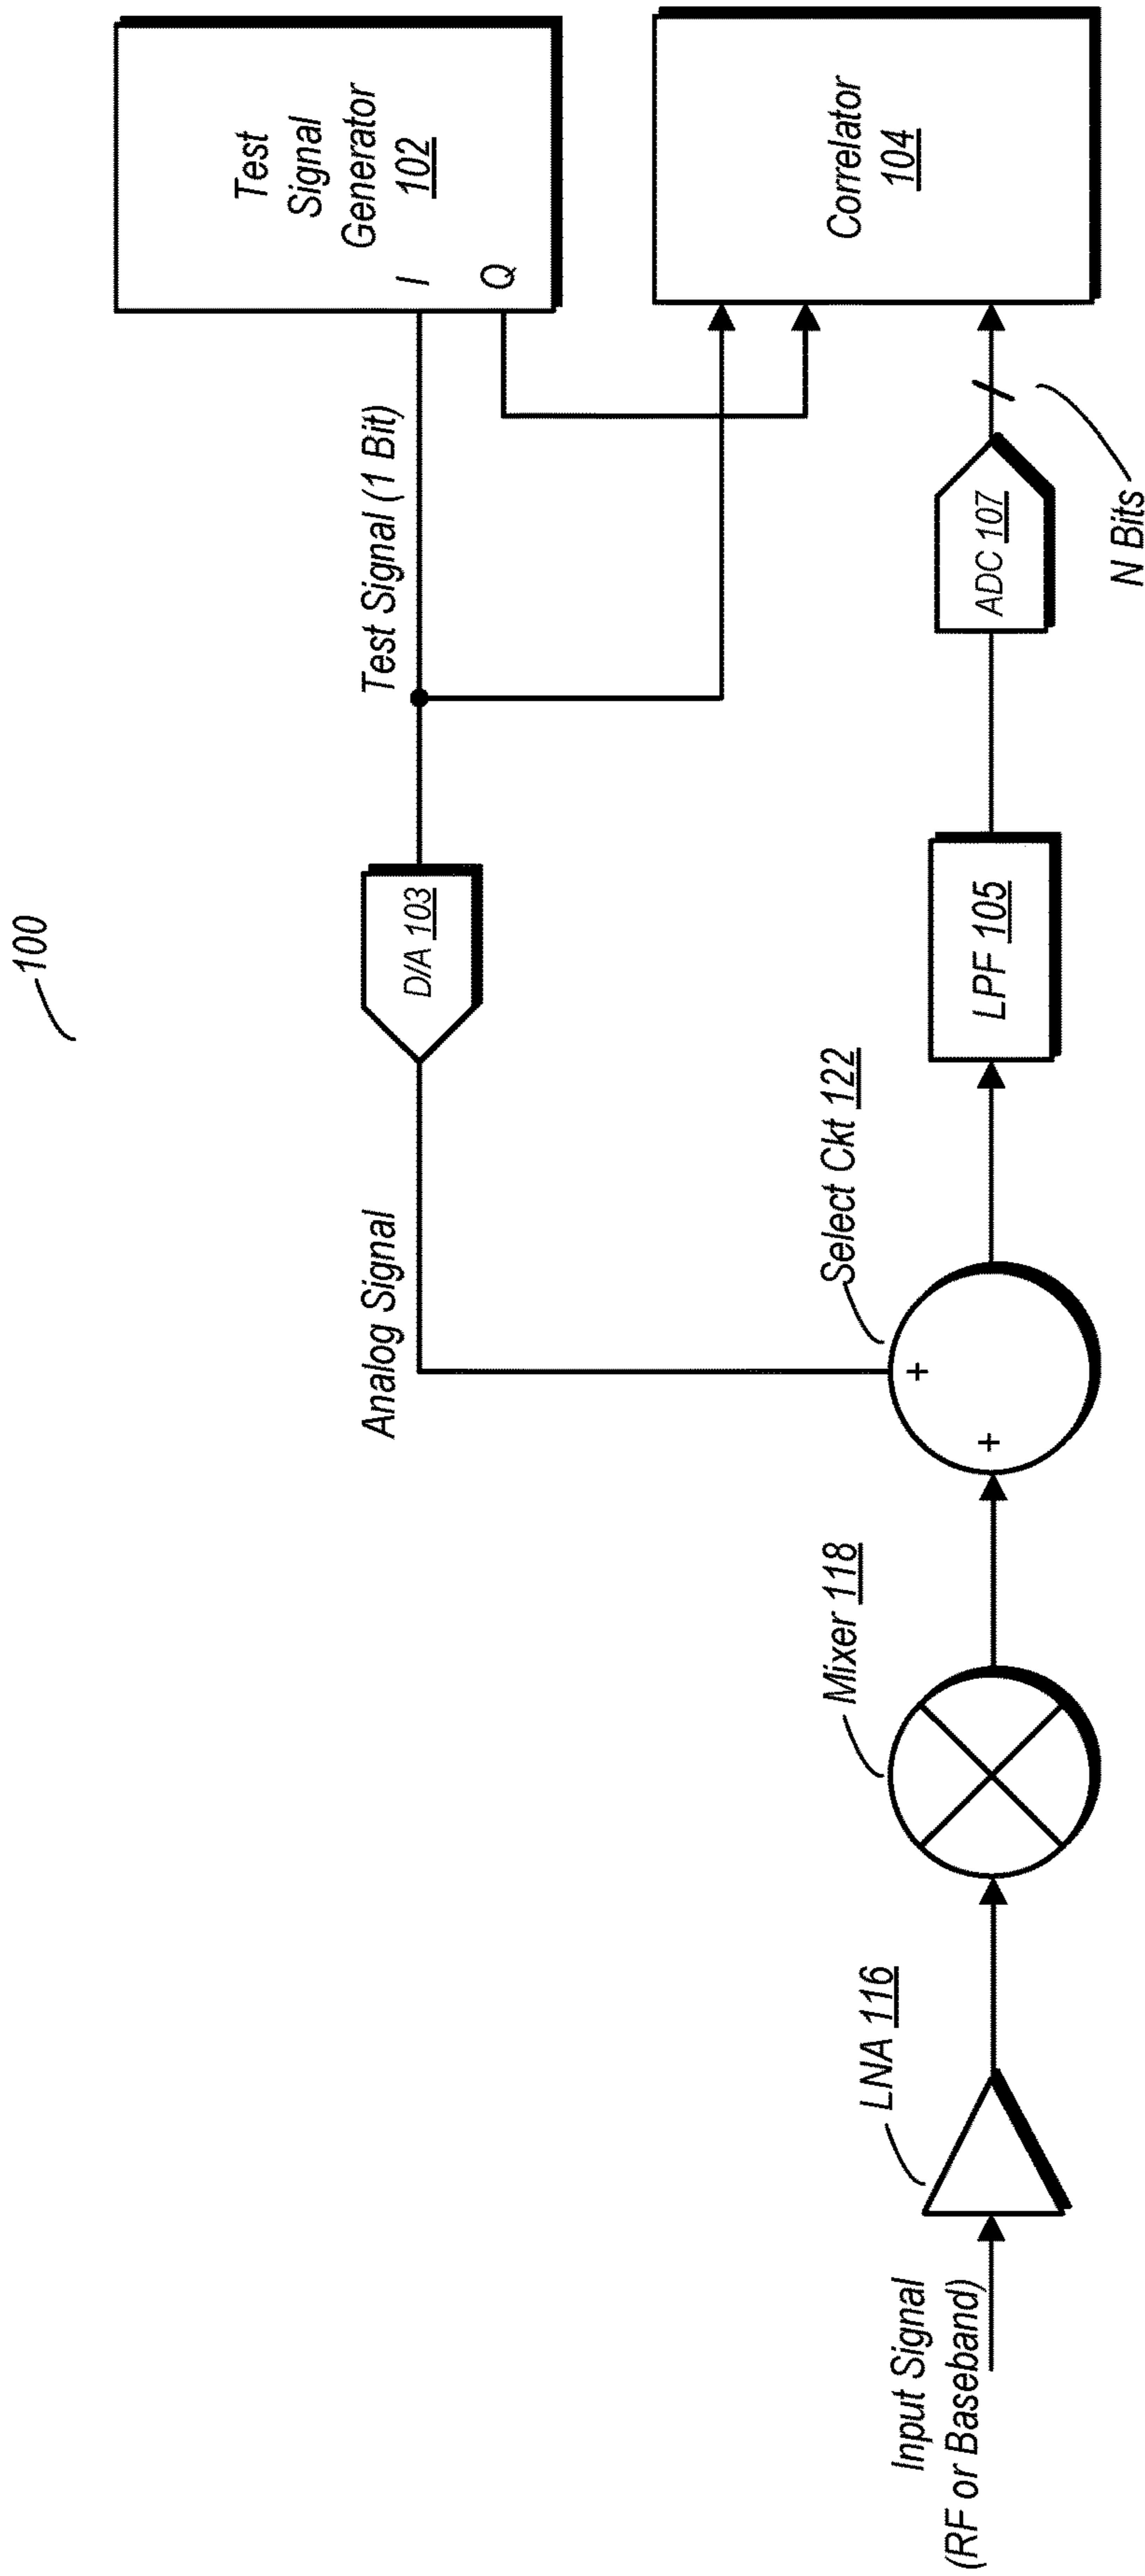 100
Test
Signal
Generator
102
I
Q
Test Signal (1 Bit)
D/A 103
Analog Signal
Correlator
104
Input Signal
(RF or Baseband)
LNA 116
Mixer 118
Select Ckt 122
+
+
LPF 105
ADC 107
N Bits